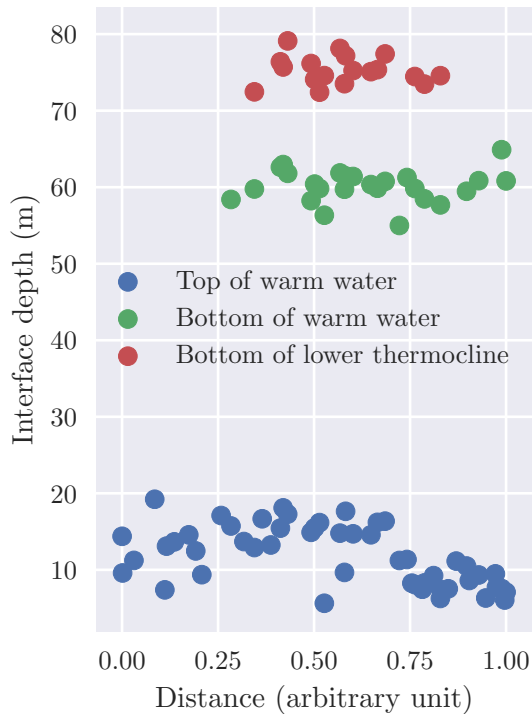 80
70
60
50
40
30
20
10
Interface depth (m)
Top of warm water
Bottom of warm water
Bottom of lower thermocline
0.00 0.25 0.50 0.75 1.00
Distance (arbitrary unit)